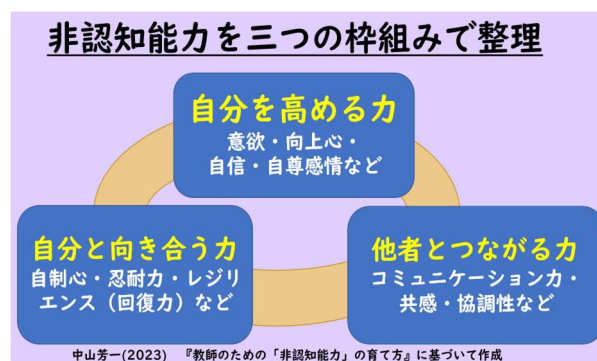 非認知能力を三つの枠組みで整理
自分を高める力
意欲・向上心・
自信・自尊感情など
自分と向き合う力
自制心・忍耐力・レジリ
エンス（回復力）など
他者とつながる力
コミュニケーション力・
共感・協調性など
中山芳一(2023)　『教師のための「非認知能力」の育て方』に基づいて作成